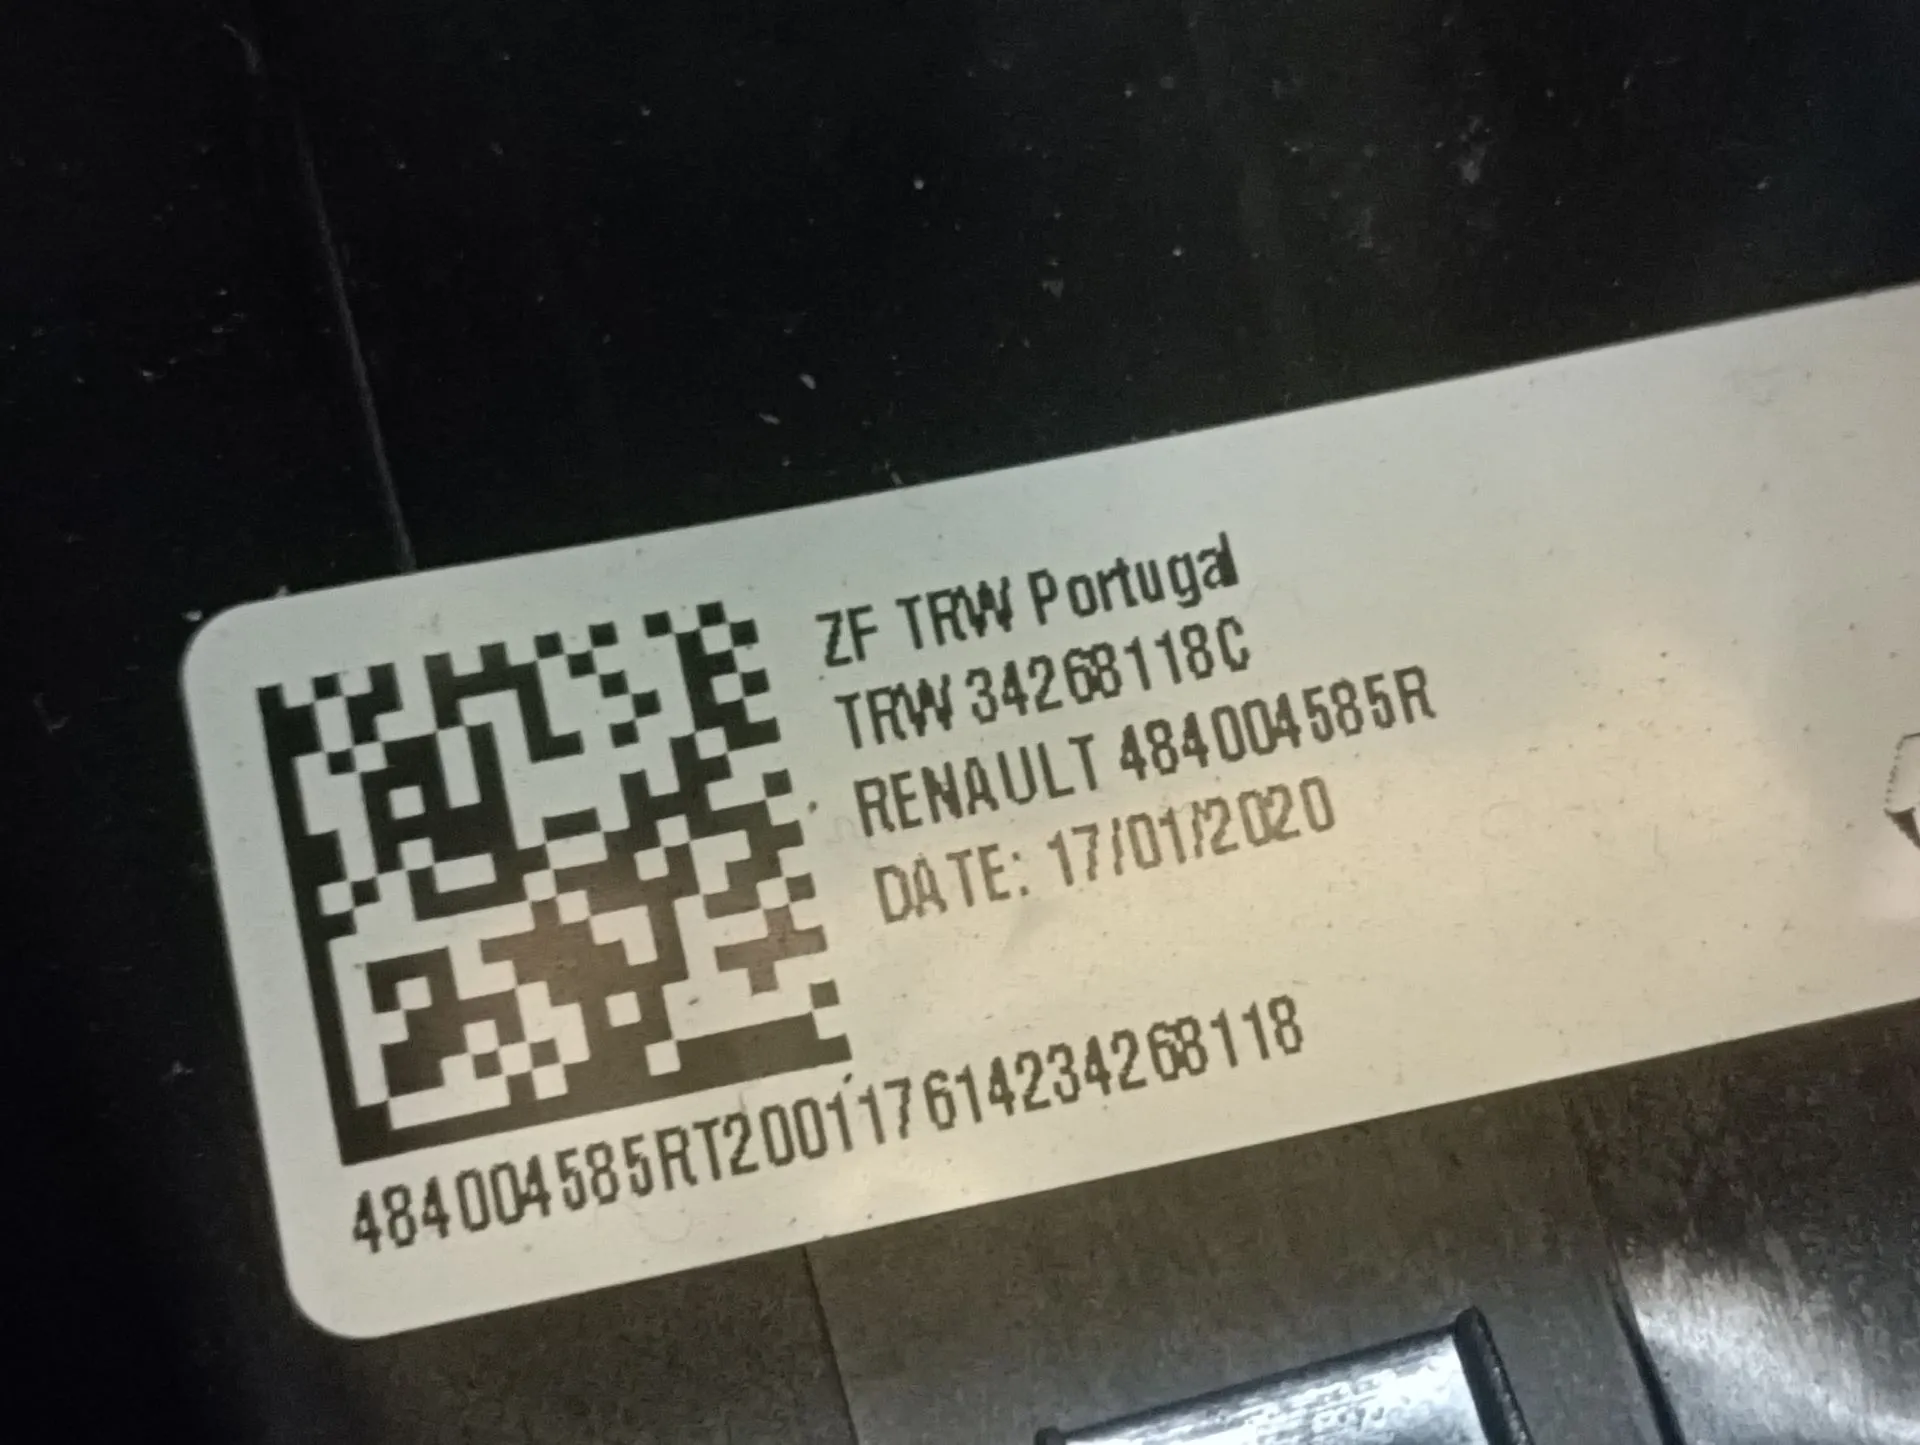 ZF TRW Portugal
TRW 34268118C
RENAULT 484004585R
DATE: 17/01/2020
484004585RT200117614234268118